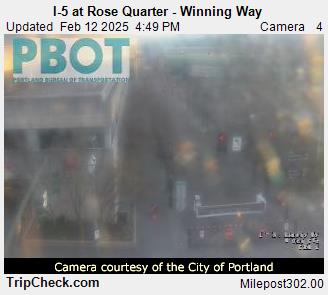 I-5 at Rose Quarter - Winning Way
Updated Feb 12 2025 4:49 PM Camera 4
PBOT
PORTLAND BUREAU OF TRANSPORTATION
Camera courtesy of the City of Portland
TripCheck.com Milepost302.00